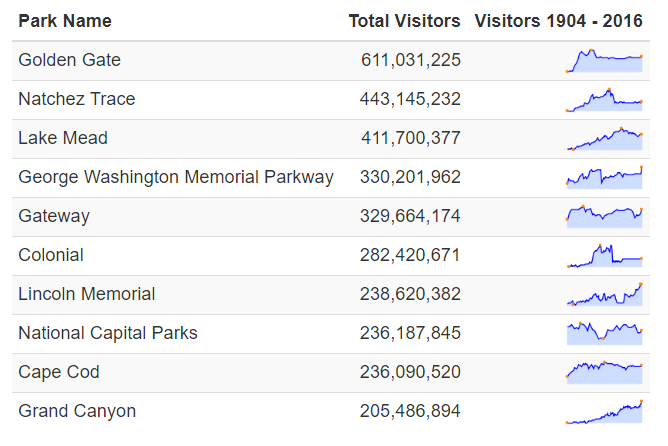 Park Name Total Visitors Visitors 1904 - 2016
Golden Gate 611,031,225
Natchez Trace 443,145,232
Lake Mead 411,700,377
George Washington Memorial Parkway 330,201,962
Gateway 329,664,174
Colonial 282,420,671
Lincoln Memorial 238,620,382
National Capital Parks 236,187,845
Cape Cod 236,090,520
Grand Canyon 205,486,894